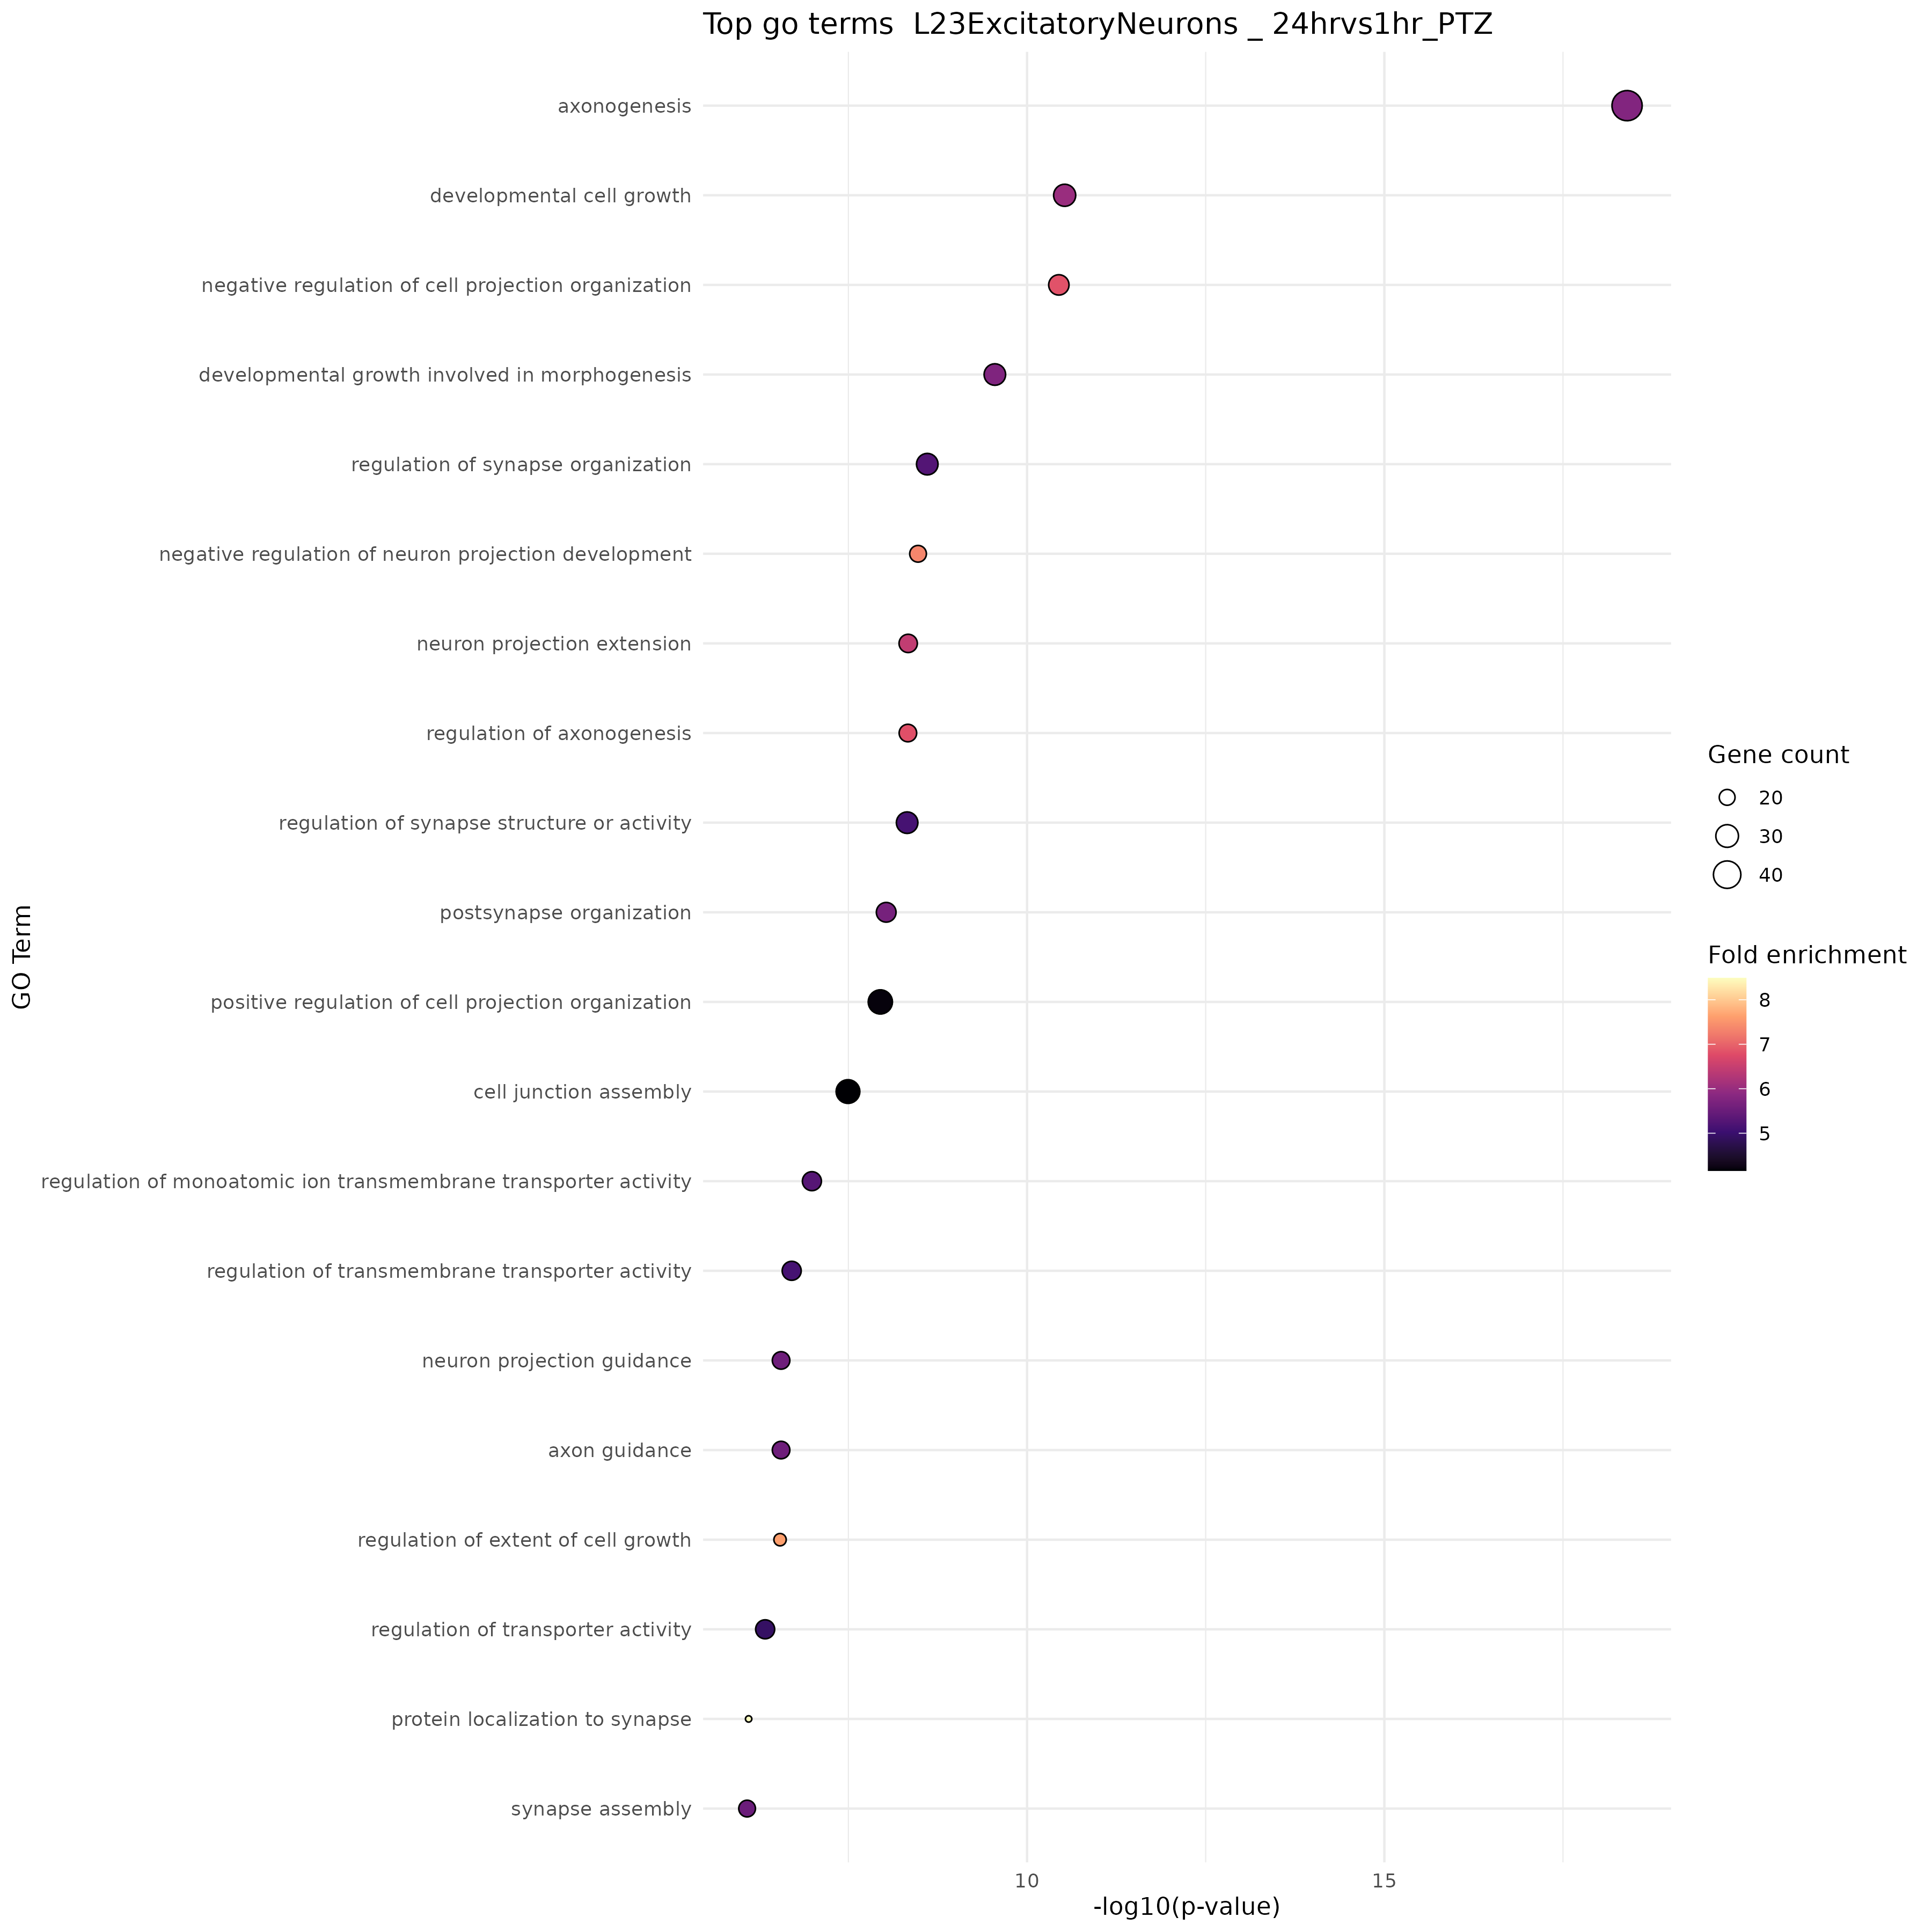 Top go terms  L23ExcitatoryNeurons _ 24hrvs1hr_PTZ
axonogenesis
developmental cell growth
negative regulation of cell projection organization
developmental growth involved in morphogenesis
regulation of synapse organization
negative regulation of neuron projection development
neuron projection extension
regulation of axonogenesis
regulation of synapse structure or activity
postsynapse organization
positive regulation of cell projection organization
cell junction assembly
regulation of monoatomic ion transmembrane transporter activity
regulation of transmembrane transporter activity
neuron projection guidance
axon guidance
regulation of extent of cell growth
regulation of transporter activity
protein localization to synapse
synapse assembly
GO Term
10
15
-log10(p-value)
Gene count
20
30
40
Fold enrichment
8
7
6
5